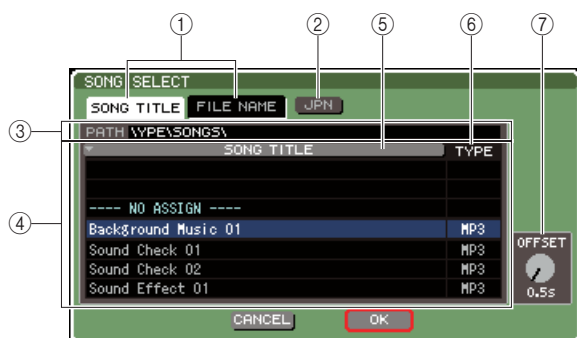 ① ② ⑤ ⑥ ⑦
SONG SELECT
SONG TITLE FILE NAME JPN
③ PATH \YPE\SONGS\
SONG TITLE TYPE
④ ---- NO ASSIGN ----
Background Music 01 MP3
Sound Check 01 MP3
Sound Check 02 MP3
Sound Effect 01 MP3
OFFSET
0.5s
CANCEL OK